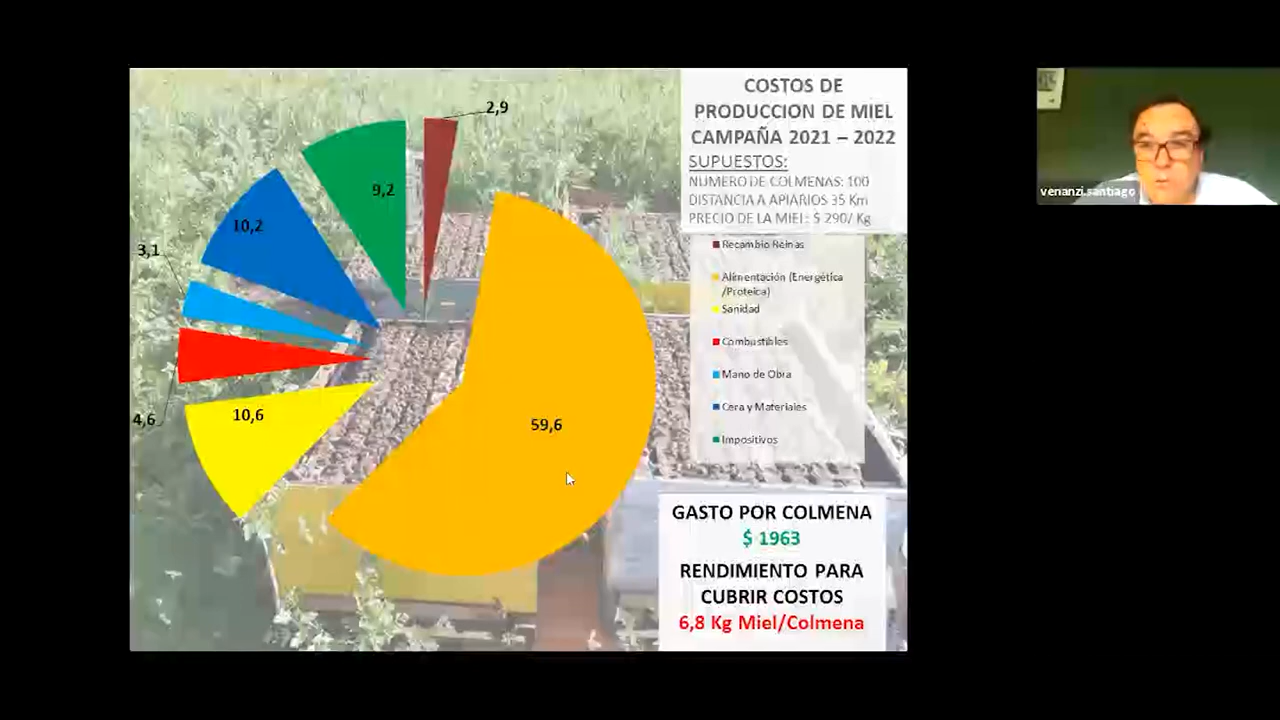 COSTOS DE
PRODUCCION DE MIEL
CAMPAÑA 2021 – 2022
SUPUESTOS:
NUMERO DE COLMENAS: 100
DISTANCIA A APIARIOS 35 Km
PRECIO DE LA MIEL: $ 290/ Kg
2,9
9,2
10,2
3,1
4,6
10,6
59,6
Recambio Reinas
Alimentación (Energética
/Proteica)
Sanidad
Combustibles
Mano de Obra
Cera y Materiales
Impositivos
GASTO POR COLMENA
$ 1963
RENDIMIENTO PARA
CUBRIR COSTOS
6,8 Kg Miel/Colmena
venanzi.santiago